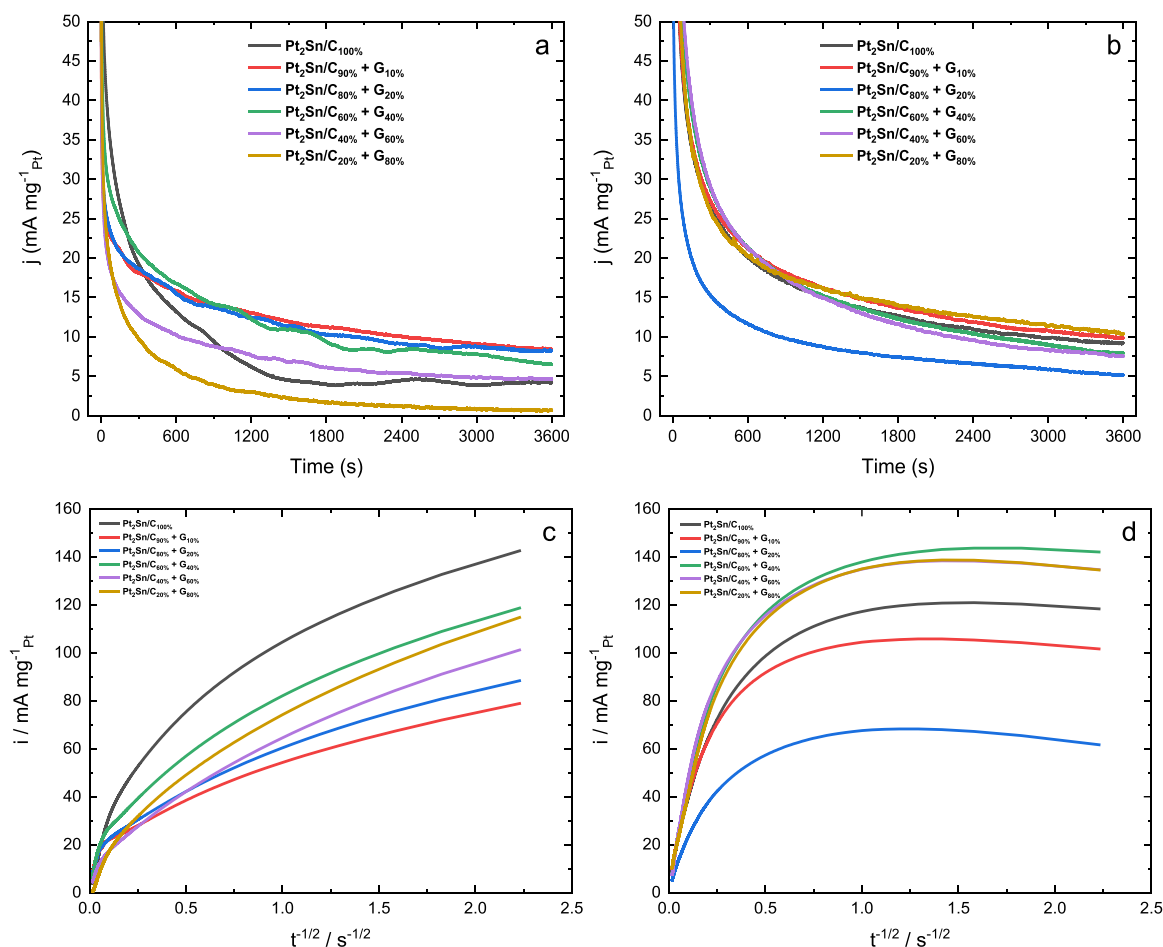 a
Pt₂Sn/C₁₀₀%
Pt₂Sn/C₉₀% + G₁₀%
Pt₂Sn/C₈₀% + G₂₀%
Pt₂Sn/C₆₀% + G₄₀%
Pt₂Sn/C₄₀% + G₆₀%
Pt₂Sn/C₂₀% + G₈₀%
j (mA mg⁻¹Pt)
50
45
40
35
30
25
20
15
10
5
0
0 600 1200 1800 2400 3000 3600
Time (s)
b
Pt₂Sn/C₁₀₀%
Pt₂Sn/C₉₀% + G₁₀%
Pt₂Sn/C₈₀% + G₂₀%
Pt₂Sn/C₆₀% + G₄₀%
Pt₂Sn/C₄₀% + G₆₀%
Pt₂Sn/C₂₀% + G₈₀%
j (mA mg⁻¹Pt)
50
45
40
35
30
25
20
15
10
5
0
0 600 1200 1800 2400 3000 3600
Time (s)
c
Pt₂Sn/C₁₀₀%
Pt₂Sn/C₉₀% + G₁₀%
Pt₂Sn/C₈₀% + G₂₀%
Pt₂Sn/C₆₀% + G₄₀%
Pt₂Sn/C₄₀% + G₆₀%
Pt₂Sn/C₂₀% + G₈₀%
i / mA mg⁻¹Pt
160
140
120
100
80
60
40
20
0
0.0 0.5 1.0 1.5 2.0 2.5
t⁻¹/² / s⁻¹/²
d
Pt₂Sn/C₁₀₀%
Pt₂Sn/C₉₀% + G₁₀%
Pt₂Sn/C₈₀% + G₂₀%
Pt₂Sn/C₆₀% + G₄₀%
Pt₂Sn/C₄₀% + G₆₀%
Pt₂Sn/C₂₀% + G₈₀%
i / mA mg⁻¹Pt
160
140
120
100
80
60
40
20
0
0.0 0.5 1.0 1.5 2.0 2.5
t⁻¹/² / s⁻¹/²